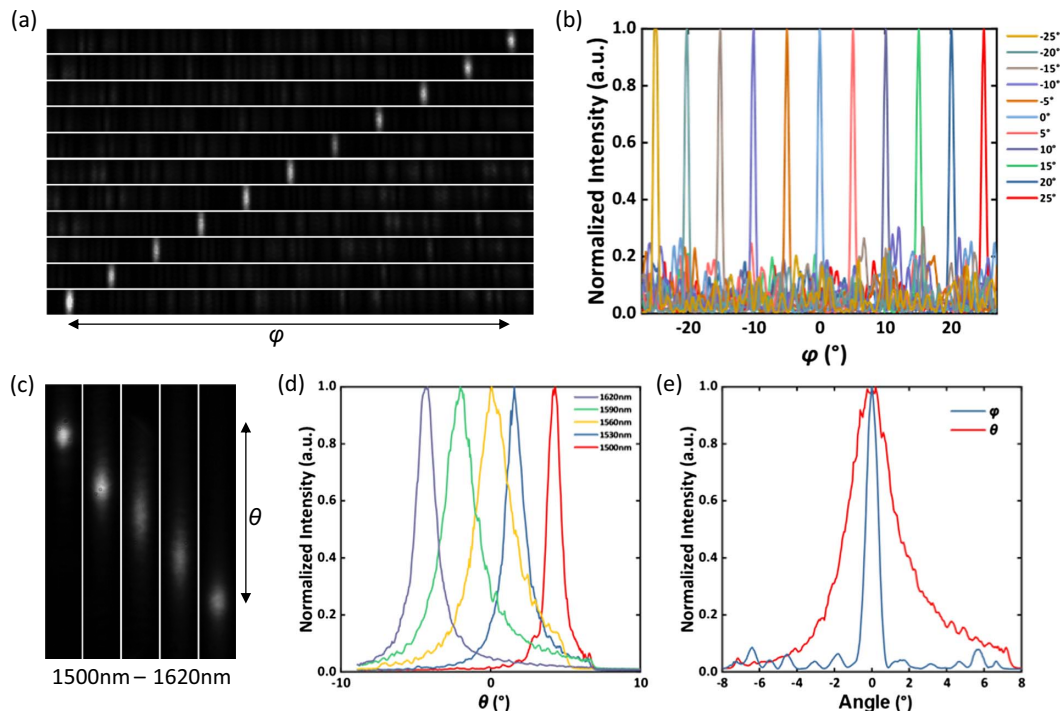 (a)
φ
(b)
Normalized Intensity (a.u.)
1.0
0.8
0.6
0.4
0.2
0.0
-20
-10
0
10
20
φ (°)
-25°
-20°
-15°
-10°
-5°
0°
5°
10°
15°
20°
25°
(c)
θ
1500nm – 1620nm
(d)
Normalized Intensity (a.u.)
1.0
0.8
0.6
0.4
0.2
0.0
-10
0
10
θ (°)
1620nm
1590nm
1560nm
1530nm
1500nm
(e)
Normalized Intensity (a.u.)
1.0
0.8
0.6
0.4
0.2
0.0
-8
-6
-4
-2
0
2
4
6
8
Angle (°)
φ
θ